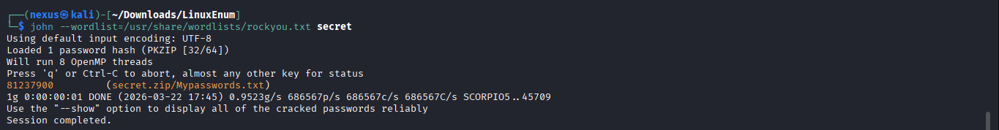 ┌──(nexus㉿kali)-[~/Downloads/LinuxEnum]
└─$ john --wordlist=/usr/share/wordlists/rockyou.txt secret
Using default input encoding: UTF-8
Loaded 1 password hash (PKZIP [32/64])
Will run 8 OpenMP threads
Press 'q' or Ctrl-C to abort, almost any other key for status
81237900         (secret.zip/Mypasswords.txt)
1g 0:00:00:01 DONE (2026-03-22 17:45) 0.9523g/s 686567p/s 686567c/s 686567C/s SCORPIO5..45709
Use the "--show" option to display all of the cracked passwords reliably
Session completed.